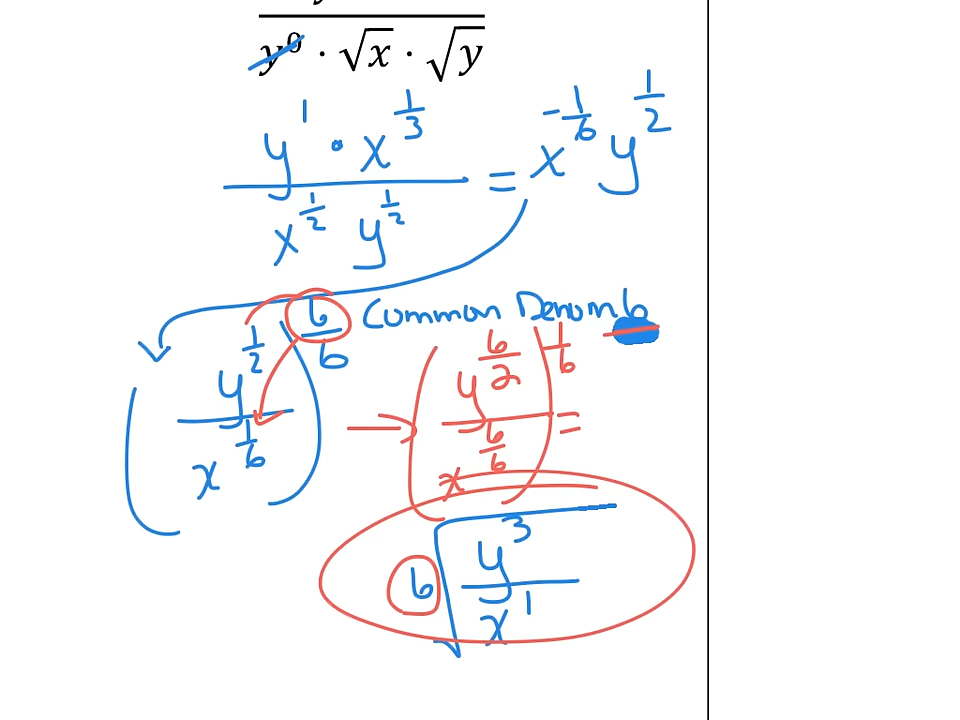 y⁰ · √x · √y
y¹ · x^(1/3) / x^(1/2) y^(1/2) = x^(-1/6) y^(1/2)
Common Denom 6
(y^(1/2) / x^(1/6))^(6/6) → (y^(6/2) / x^(6/6))^(1/6) =
⁶√(y³ / x¹)